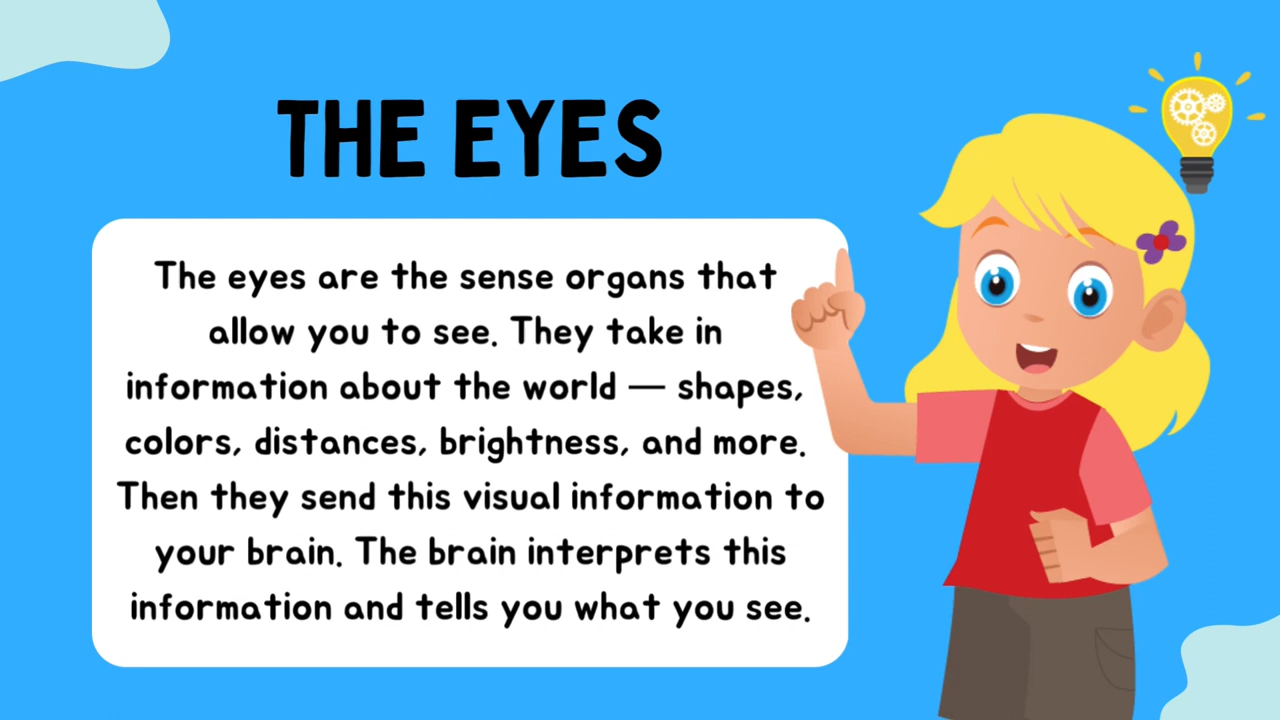 THE EYES
The eyes are the sense organs that
allow you to see. They take in
information about the world — shapes,
colors, distances, brightness, and more.
Then they send this visual information to
your brain. The brain interprets this
information and tells you what you see.